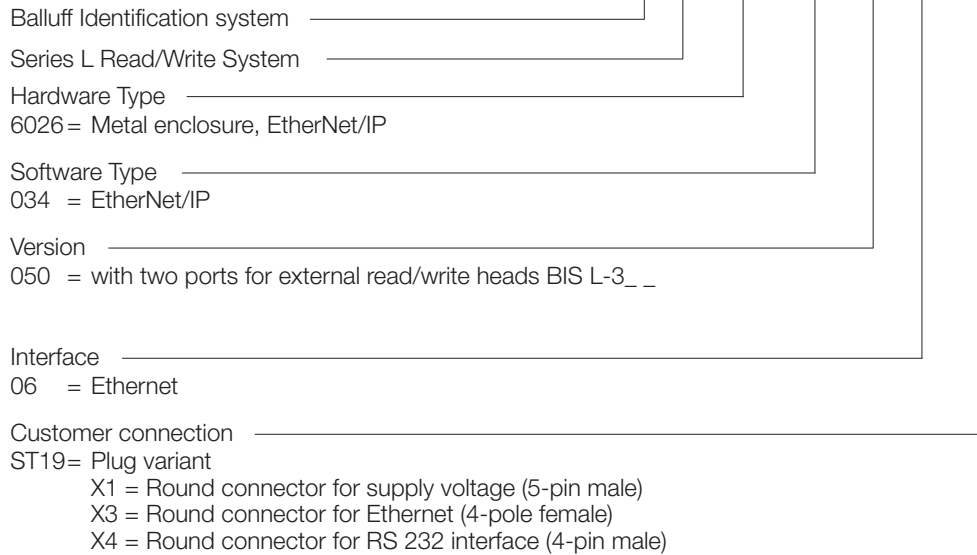 Balluff Identification system
Series L Read/Write System
Hardware Type
6026= Metal enclosure, EtherNet/IP
Software Type
034 = EtherNet/IP
Version
050 = with two ports for external read/write heads BIS L-3_ _
Interface
06 = Ethernet
Customer connection
ST19= Plug variant
X1 = Round connector for supply voltage (5-pin male)
X3 = Round connector for Ethernet (4-pole female)
X4 = Round connector for RS 232 interface (4-pin male)